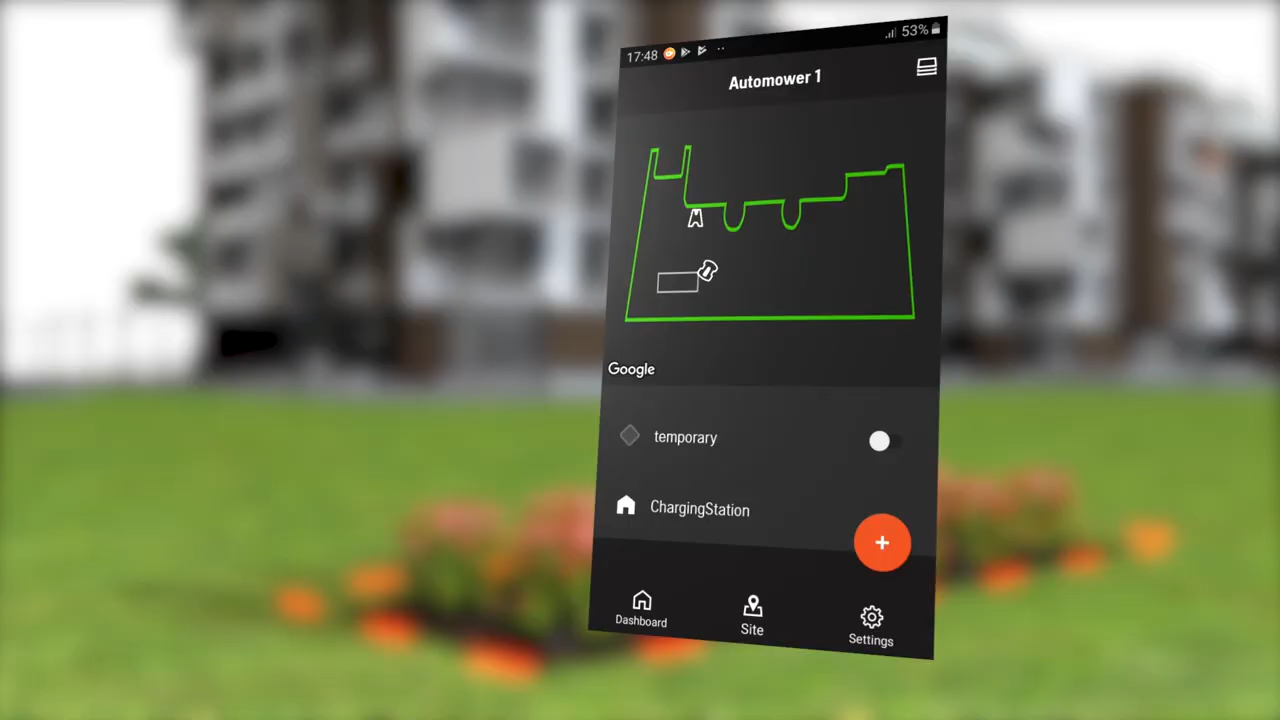 17:48
53%
Automower 1
Google
temporary
ChargingStation
+
Dashboard
Site
Settings